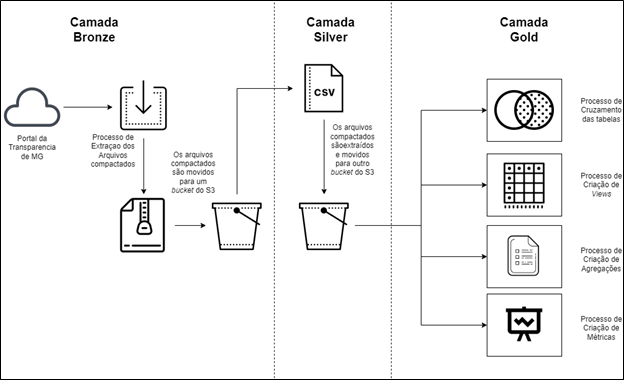 Camada
Bronze
Camada
Silver
Camada
Gold
Portal da
Transparencia
de MG
Processo de
Extraçao dos
Arquivos
compactados
Os arquivos
compactados
são movidos
para um
bucket do S3
CSV
Os arquivos
compactados
sãoextraídos
e movidos
para outro
bucket do S3
Processo de
Cruzamento
das tabelas
Processo de
Criação de
Views
Processo de
Criação de
Agregações
Processo de
Criação de
Métricas